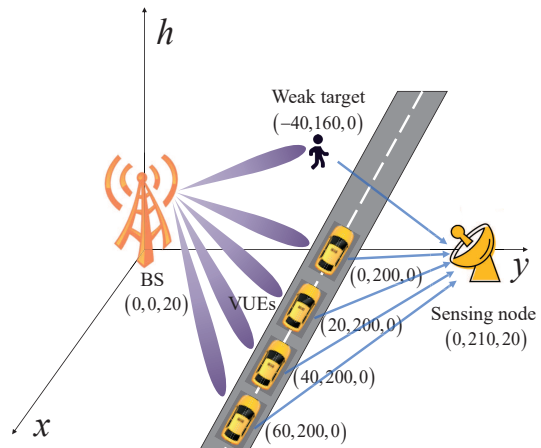 h
Weak target
(−40,160,0)
BS
(0,0,20)
VUEs
(0,200,0)
y
(20,200,0)
Sensing node
(0,210,20)
(40,200,0)
x
(60,200,0)